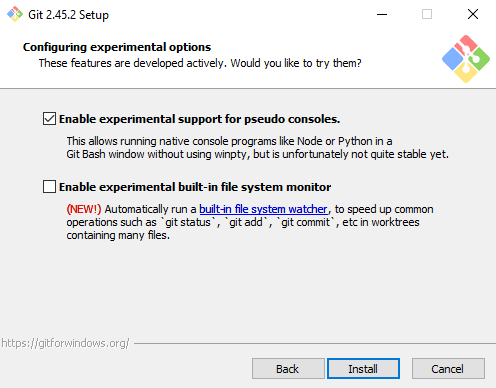 Git 2.45.2 Setup
Configuring experimental options
These features are developed actively. Would you like to try them?
Enable experimental support for pseudo consoles.
This allows running native console programs like Node or Python in a
Git Bash window without using winpty, but is unfortunately not quite stable yet.
Enable experimental built-in file system monitor
(NEW!) Automatically run a built-in file system watcher, to speed up common
operations such as `git status`, `git add`, `git commit`, etc in worktrees
containing many files.
https://gitforwindows.org/
Back Install Cancel